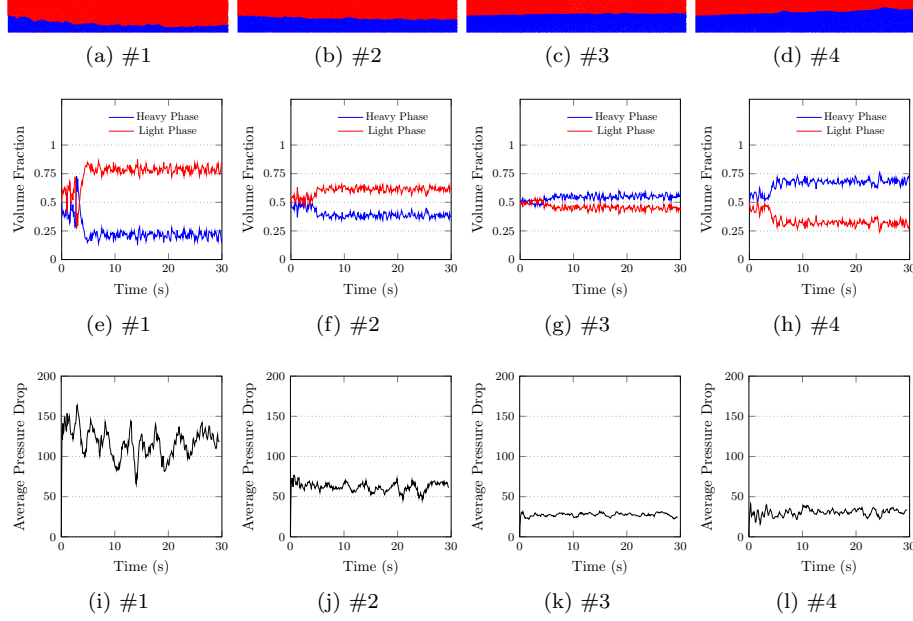 (a) #1 (b) #2 (c) #3 (d) #4
Heavy Phase
Light Phase
Volume Fraction
1
0.75
0.5
0.25
0
0 10 20 30
Time (s)
(e) #1
Heavy Phase
Light Phase
Volume Fraction
1
0.75
0.5
0.25
0
0 10 20 30
Time (s)
(f) #2
Heavy Phase
Light Phase
Volume Fraction
1
0.75
0.5
0.25
0
0 10 20 30
Time (s)
(g) #3
Heavy Phase
Light Phase
Volume Fraction
1
0.75
0.5
0.25
0
0 10 20 30
Time (s)
(h) #4
Average Pressure Drop
200
150
100
50
0
0 10 20 30
Time (s)
(i) #1
Average Pressure Drop
200
150
100
50
0
0 10 20 30
Time (s)
(j) #2
Average Pressure Drop
200
150
100
50
0
0 10 20 30
Time (s)
(k) #3
Average Pressure Drop
200
150
100
50
0
0 10 20 30
Time (s)
(l) #4